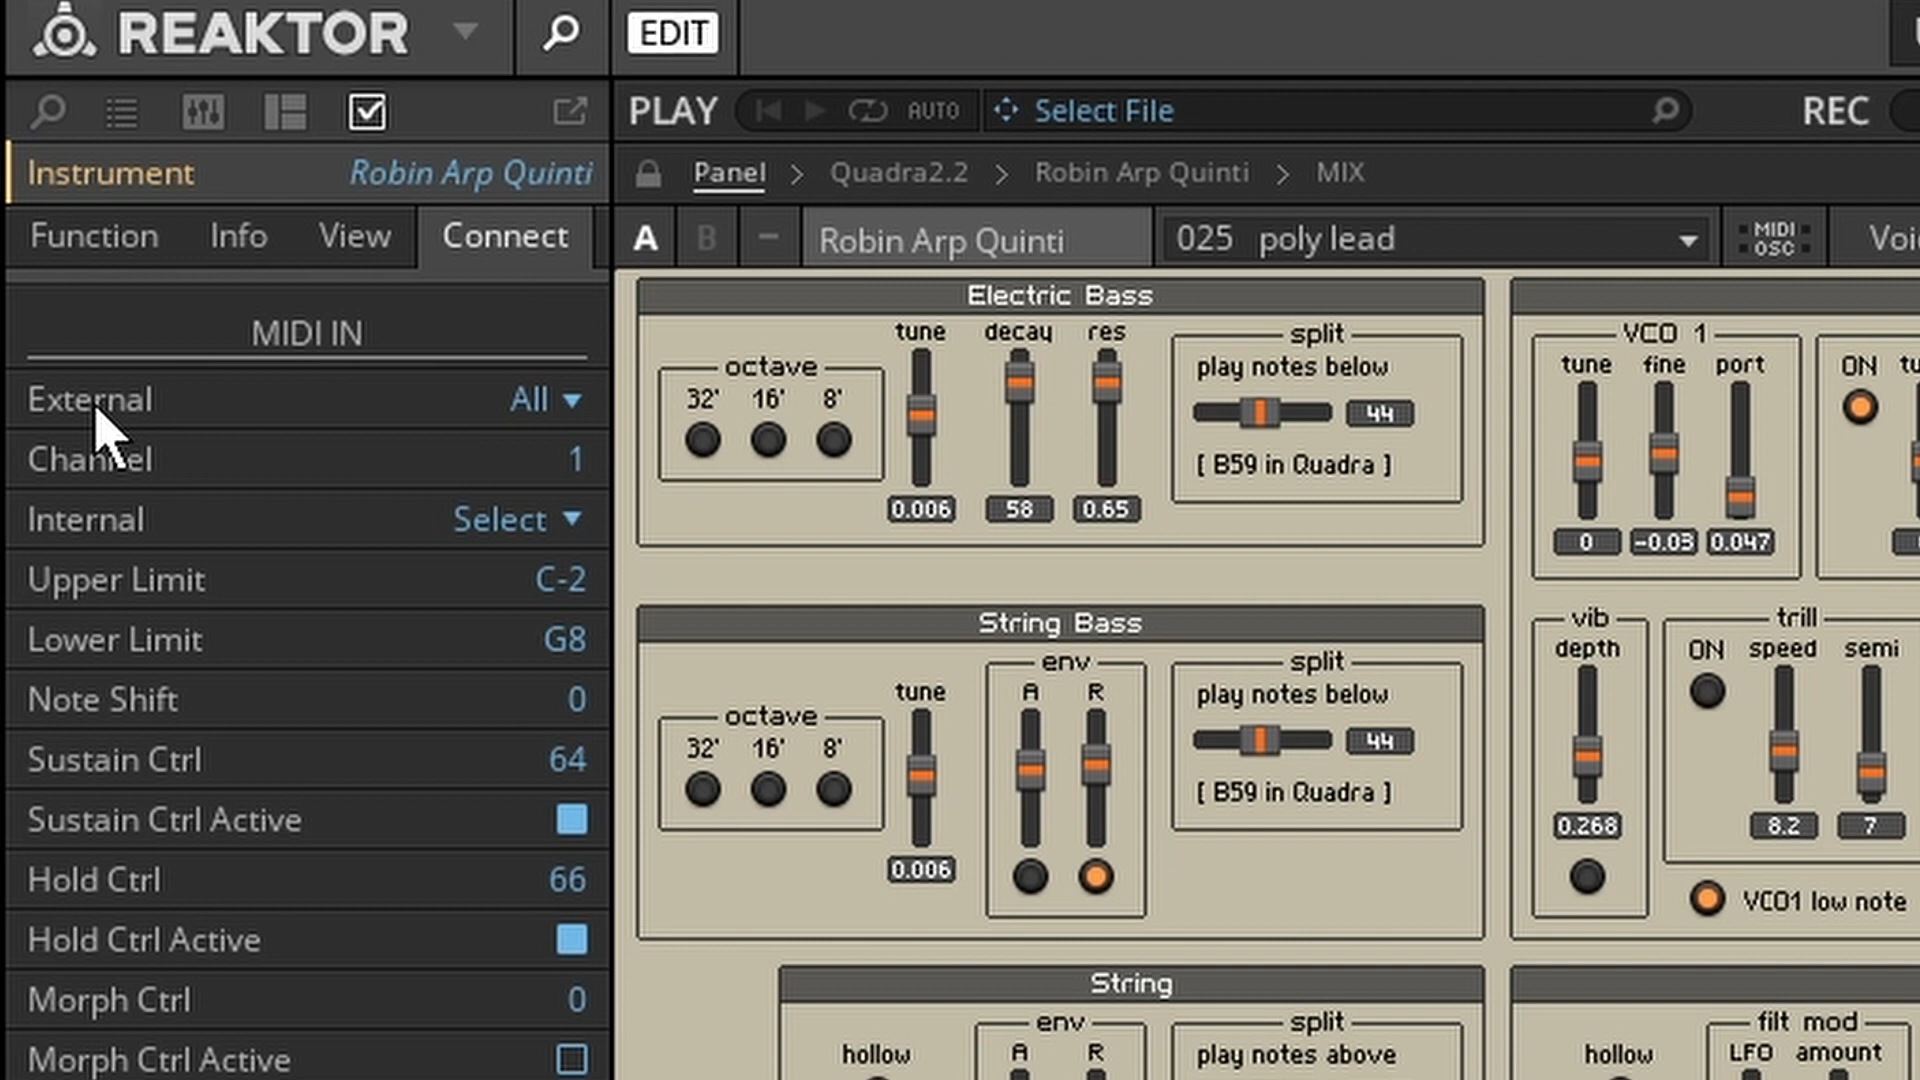 REAKTOR
EDIT
PLAY AUTO Select File REC
Instrument Robin Arp Quinti
Panel > Quadra2.2 > Robin Arp Quinti > MIX
Function Info View Connect
A B – Robin Arp Quinti 025 poly lead MIDI OSC
MIDI IN
External All
Channel 1
Internal Select
Upper Limit C-2
Lower Limit G8
Note Shift 0
Sustain Ctrl 64
Sustain Ctrl Active
Hold Ctrl 66
Hold Ctrl Active
Morph Ctrl 0
Morph Ctrl Active
Electric Bass
octave
32' 16' 8'
tune decay res
0.006 58 0.65
split
play notes below
44
[ B59 in Quadra ]
String Bass
octave
32' 16' 8'
tune
0.006
env
A R
split
play notes below
44
[ B59 in Quadra ]
String
hollow
env
A R
split
play notes above
VCO 1
tune fine port
0 -0.03 0.047
ON
vib
depth
0.268
trill
ON speed semi
8.2 7
VCO1 low note
hollow
filt mod
LFO amount